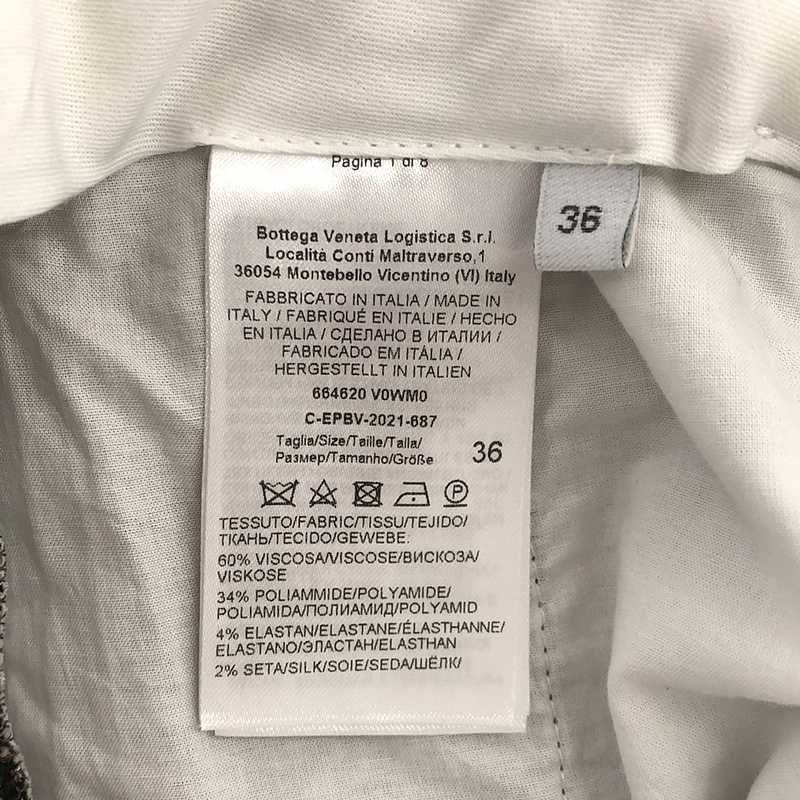 Pagina 1 di 8
Bottega Veneta Logistica S.r.l.
Località Conti Maltraverso,1
36054 Montebello Vicentino (VI) Italy
FABBRICATO IN ITALIA / MADE IN
ITALY / FABRIQUÉ EN ITALIE / HECHO
EN ITALIA / СДЕЛАНО В ИТАЛИИ /
FABRICADO EM ITÁLIA /
HERGESTELLT IN ITALIEN
664620 V0WM0
C-EPBV-2021-687
Taglia/Size/Taille/Talla/
Размер/Tamanho/Größe 36
P
TESSUTO/FABRIC/TISSU/TEJIDO/
ТКАНЬ/TECIDO/GEWEBE:
60% VISCOSA/VISCOSE/ВИСКОЗА/
VISKOSE
34% POLIAMMIDE/POLYAMIDE/
POLIAMIDA/ПОЛИАМИД/POLYAMID
4% ELASTAN/ELASTANE/ÉLASTHANNE/
ELASTANO/ЭЛАСТАН/ELASTHAN
2% SETA/SILK/SOIE/SEDA/ШЁЛК/
36